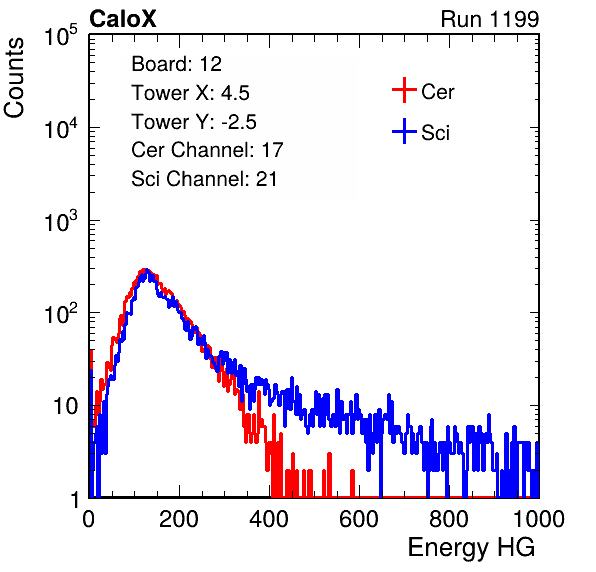 CaloX Run 1199
Counts
10^5
10^4
10^3
10^2
10
1
Board: 12
Tower X: 4.5
Tower Y: -2.5
Cer Channel: 17
Sci Channel: 21
Cer
Sci
0 200 400 600 800 1000
Energy HG